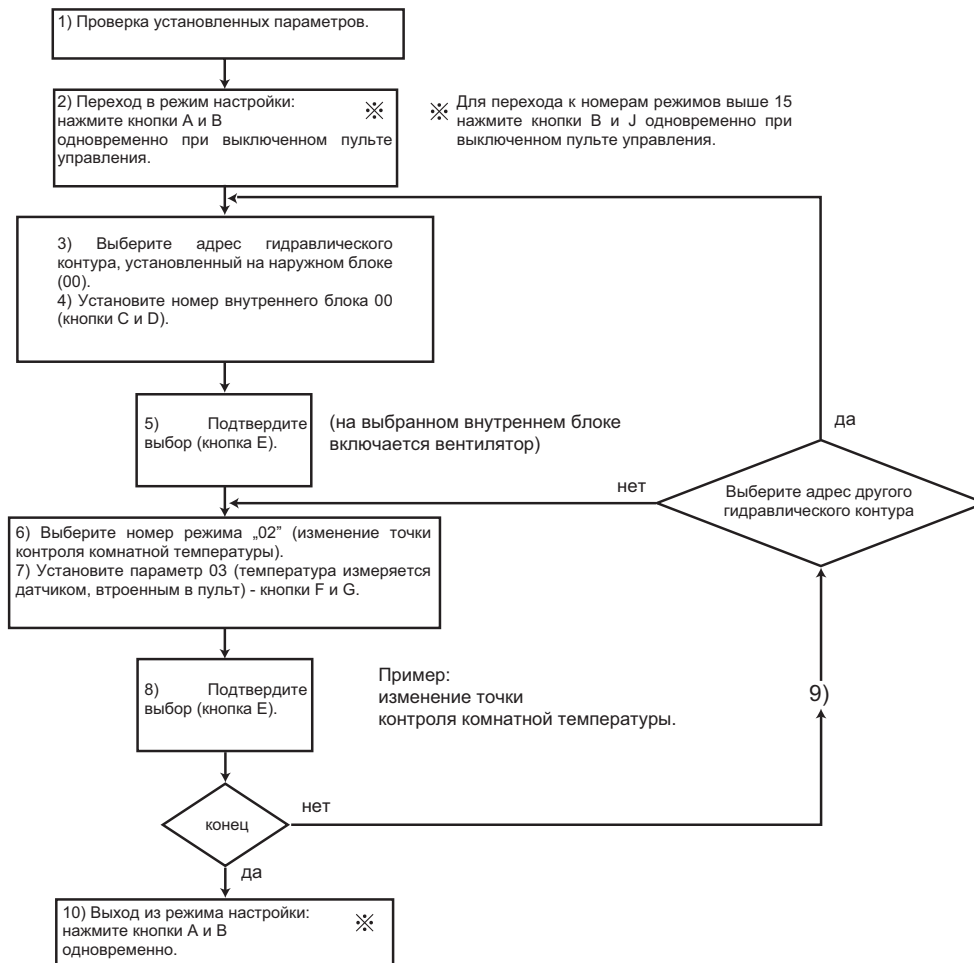 1) Проверка установленных параметров.
2) Переход в режим настройки: ※
нажмите кнопки A и B
одновременно при выключенном пульте
управления.
※ Для перехода к номерам режимов выше 15
нажмите кнопки B и J одновременно при
выключенном пульте управления.
3) Выберите адрес гидравлического
контура, установленный на наружном блоке
(00).
4) Установите номер внутреннего блока 00
(кнопки C и D).
5) Подтвердите
выбор (кнопка E).
(на выбранном внутреннем блоке
включается вентилятор)
да
нет
Выберите адрес другого
гидравлического контура
6) Выберите номер режима „02” (изменение точки
контроля комнатной температуры).
7) Установите параметр 03 (температура измеряется
датчиком, втроенным в пульт) - кнопки F и G.
8) Подтвердите
выбор (кнопка E).
Пример:
изменение точки
контроля комнатной температуры.
9)
конец
нет
да
10) Выход из режима настройки: ※
нажмите кнопки A и B
одновременно.